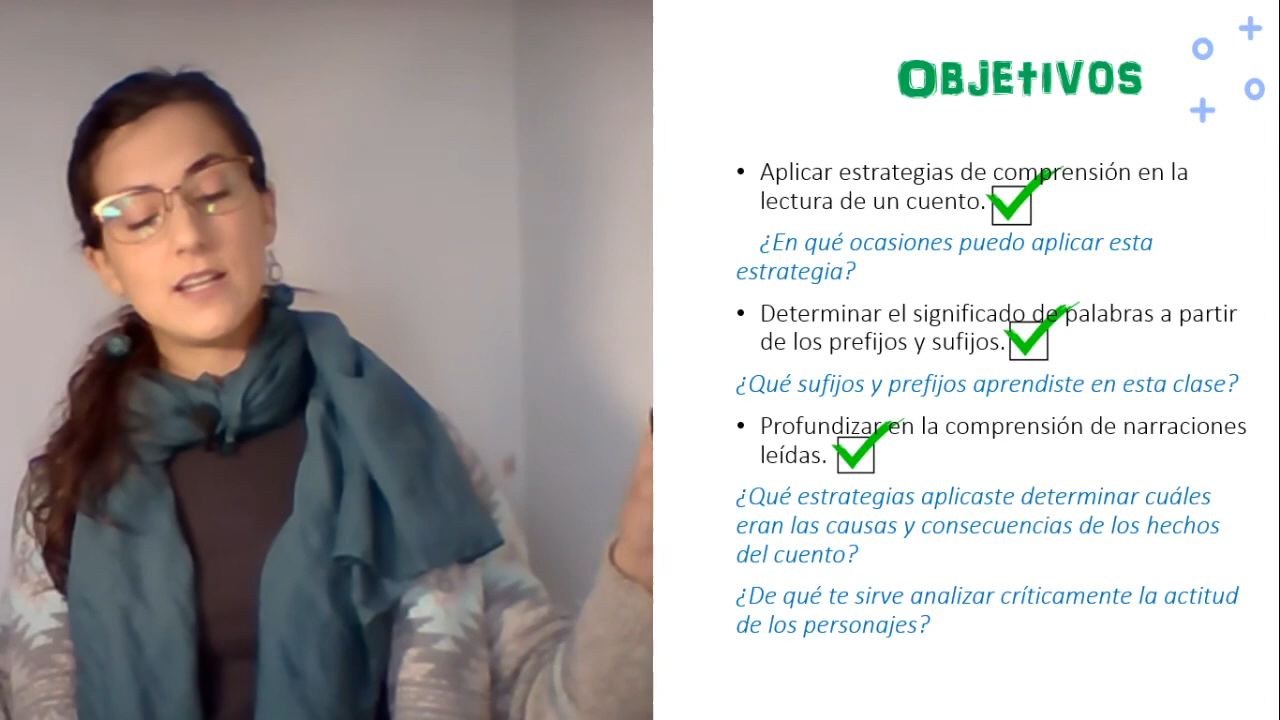 OBJETIVOS
• Aplicar estrategias de comprensión en la
lectura de un cuento.
¿En qué ocasiones puedo aplicar esta
estrategia?
• Determinar el significado de palabras a partir
de los prefijos y sufijos.
¿Qué sufijos y prefijos aprendiste en esta clase?
• Profundizar en la comprensión de narraciones
leídas.
¿Qué estrategias aplicaste determinar cuáles
eran las causas y consecuencias de los hechos
del cuento?
¿De qué te sirve analizar críticamente la actitud
de los personajes?